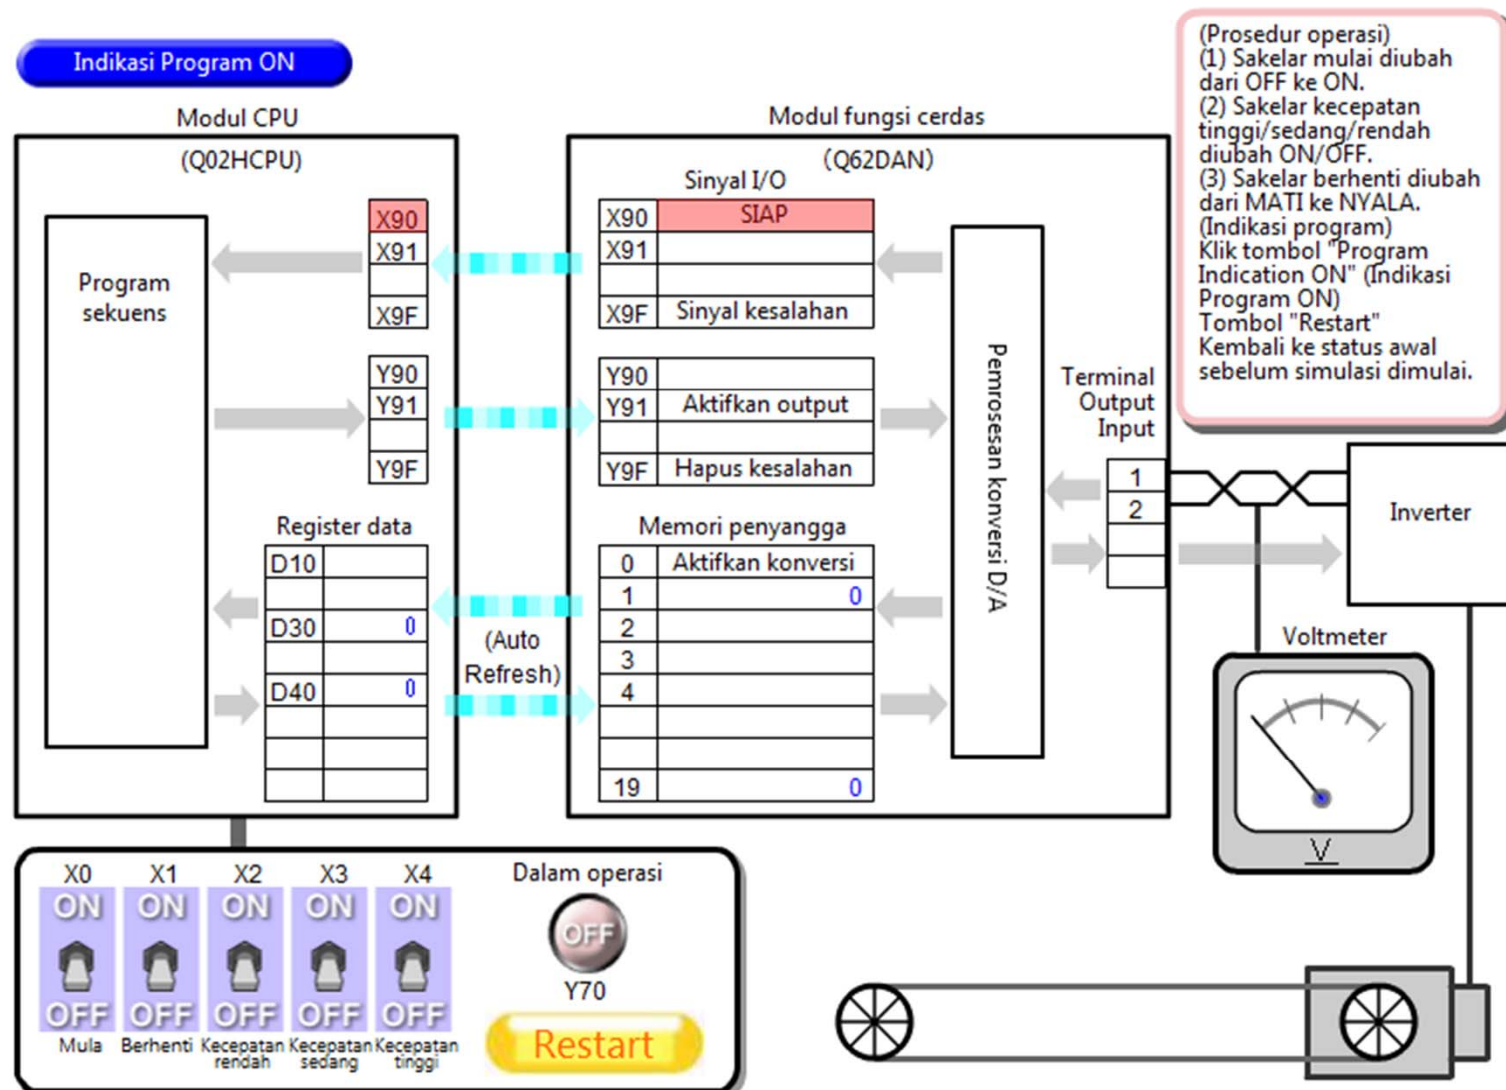 Indikasi Program ON
(Prosedur operasi)
(1) Sakelar mulai diubah
dari OFF ke ON.
(2) Sakelar kecepatan
tinggi/sedang/rendah
diubah ON/OFF.
(3) Sakelar berhenti diubah
dari MATI ke NYALA.
(Indikasi program)
Klik tombol "Program
Indication ON" (Indikasi
Program ON)
Tombol "Restart"
Kembali ke status awal
sebelum simulasi dimulai.
Modul CPU
(Q02HCPU)
Program
sekuens
X90
X91
X9F
Y90
Y91
Y9F
Register data
D10
D30 0
D40 0
(Auto
Refresh)
Modul fungsi cerdas
(Q62DAN)
Sinyal I/O
X90 SIAP
X91
X9F Sinyal kesalahan
Y90
Y91 Aktifkan output
Y9F Hapus kesalahan
Memori penyangga
0 Aktifkan konversi
1 0
2
3
4
19 0
Pemrosesan konversi D/A
Terminal
Output
Input
1
2
Inverter
Voltmeter
V
X0 X1 X2 X3 X4
ON ON ON ON ON
OFF OFF OFF OFF OFF
Mula Berhenti Kecepatan rendah Kecepatan sedang Kecepatan tinggi
Dalam operasi
OFF
Y70
Restart